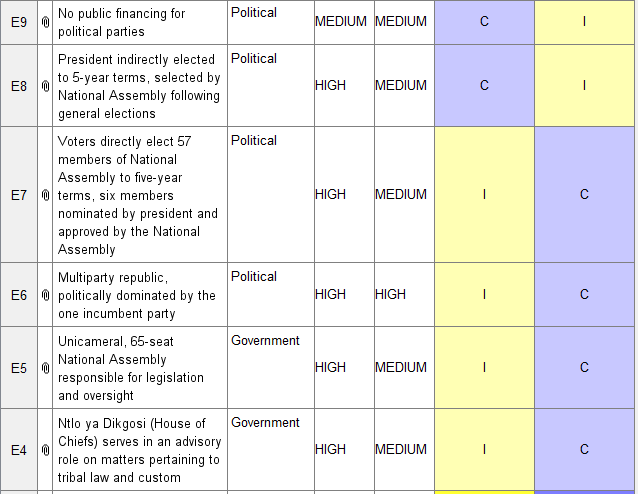 E9
No public financing for
political parties
Political
MEDIUM
MEDIUM
C
I
E8
President indirectly elected
to 5-year terms, selected by
National Assembly following
general elections
Political
HIGH
MEDIUM
C
I
E7
Voters directly elect 57
members of National
Assembly to five-year
terms, six members
nominated by president and
approved by the National
Assembly
Political
HIGH
MEDIUM
I
C
E6
Multiparty republic,
politically dominated by the
one incumbent party
Political
HIGH
HIGH
I
C
E5
Unicameral, 65-seat
National Assembly
responsible for legislation
and oversight
Government
HIGH
MEDIUM
I
C
E4
Ntlo ya Dikgosi (House of
Chiefs) serves in an advisory
role on matters pertaining to
tribal law and custom
Government
HIGH
MEDIUM
I
C